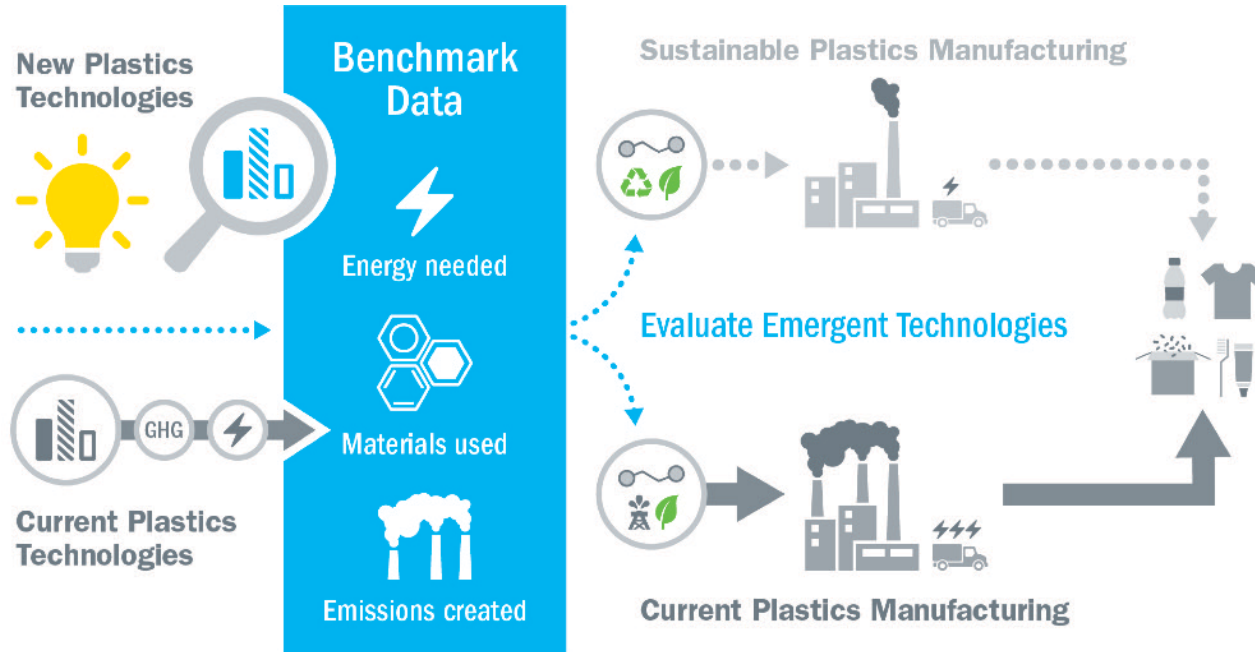 New Plastics
Technologies
Benchmark
Data
Energy needed
Materials used
Emissions created
GHG
Current Plastics
Technologies
Sustainable Plastics Manufacturing
Evaluate Emergent Technologies
Current Plastics Manufacturing